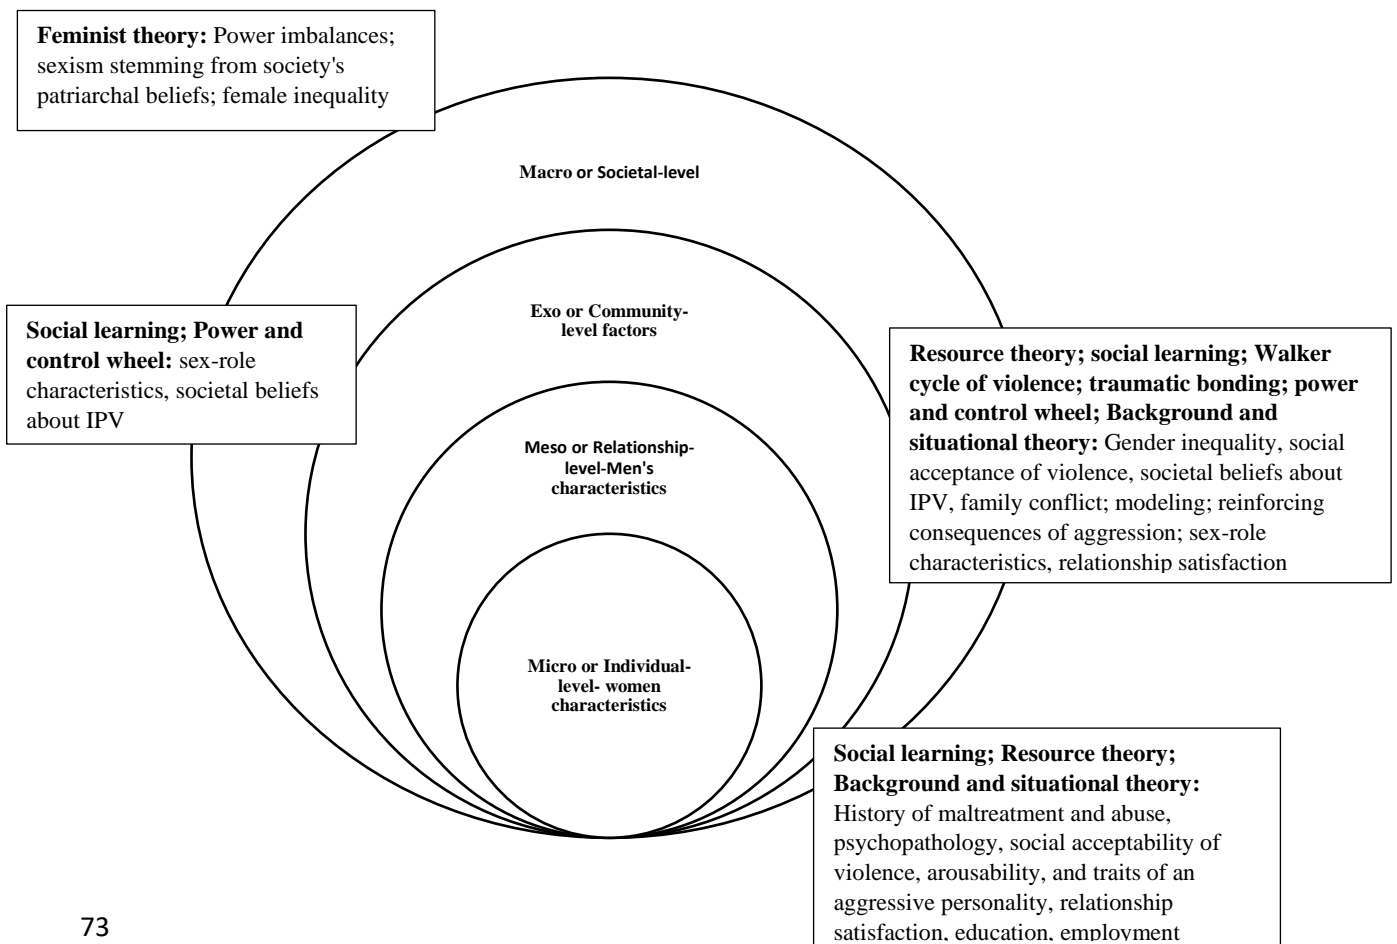 Feminist theory: Power imbalances;
sexism stemming from society's
patriarchal beliefs; female inequality
Macro or Societal-level
Exo or Community-
level factors
Social learning; Power and
control wheel: sex-role
characteristics, societal beliefs
about IPV
Resource theory; social learning; Walker
cycle of violence; traumatic bonding; power
and control wheel; Background and
situational theory: Gender inequality, social
acceptance of violence, societal beliefs about
IPV, family conflict; modeling; reinforcing
consequences of aggression; sex-role
characteristics, relationship satisfaction
Meso or Relationship-
level-Men's
characteristics
Micro or Individual-
level- women
characteristics
Social learning; Resource theory;
Background and situational theory:
History of maltreatment and abuse,
psychopathology, social acceptability of
violence, arousability, and traits of an
aggressive personality, relationship
satisfaction, education, employment
73